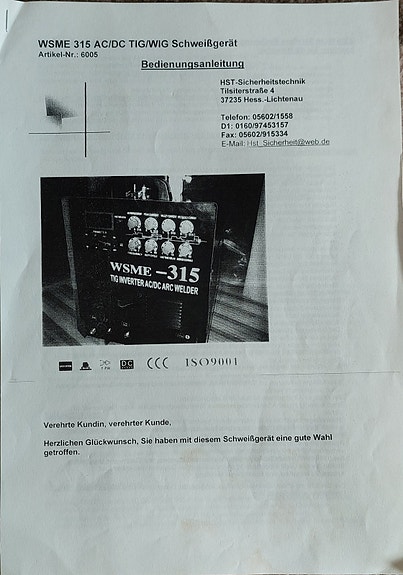 WSME 315 AC/DC TIG/WIG Schweißgerät
Artikel-Nr.: 6005
Bedienungsanleitung
HST-Sicherheitstechnik
Tilsiterstraße 4
37235 Hess.-Lichtenau
Telefon: 05602/1558
D1: 0160/97453157
Fax: 05602/915334
E-Mail: Hst_Sicherheit@web.de
WSME -315
TIG INVERTER AC/DC ARC WELDER
DC CCC ISO9001
Verehrte Kundin, verehrter Kunde,
Herzlichen Glückwunsch, Sie haben mit diesem Schweißgerät eine gute Wahl
getroffen.